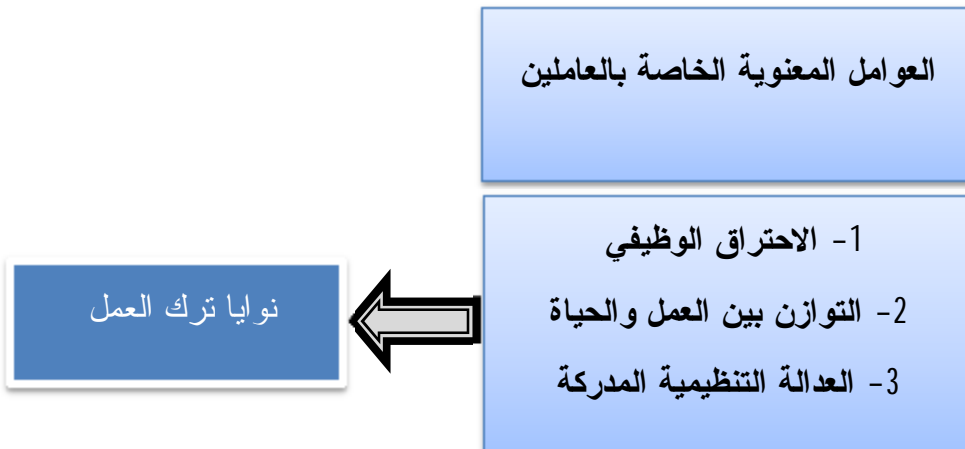 العوامل المعنوية الخاصة بالعاملين
1- الاحتراق الوظيفي
2- التوازن بين العمل والحياة
3- العدالة التنظيمية المدركة
نوايا ترك العمل